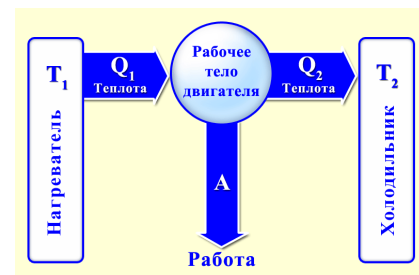 T1
Нагреватель
Q1
Теплота
Рабочее
тело
двигателя
Q2
Теплота
T2
Холодильник
A
Работа